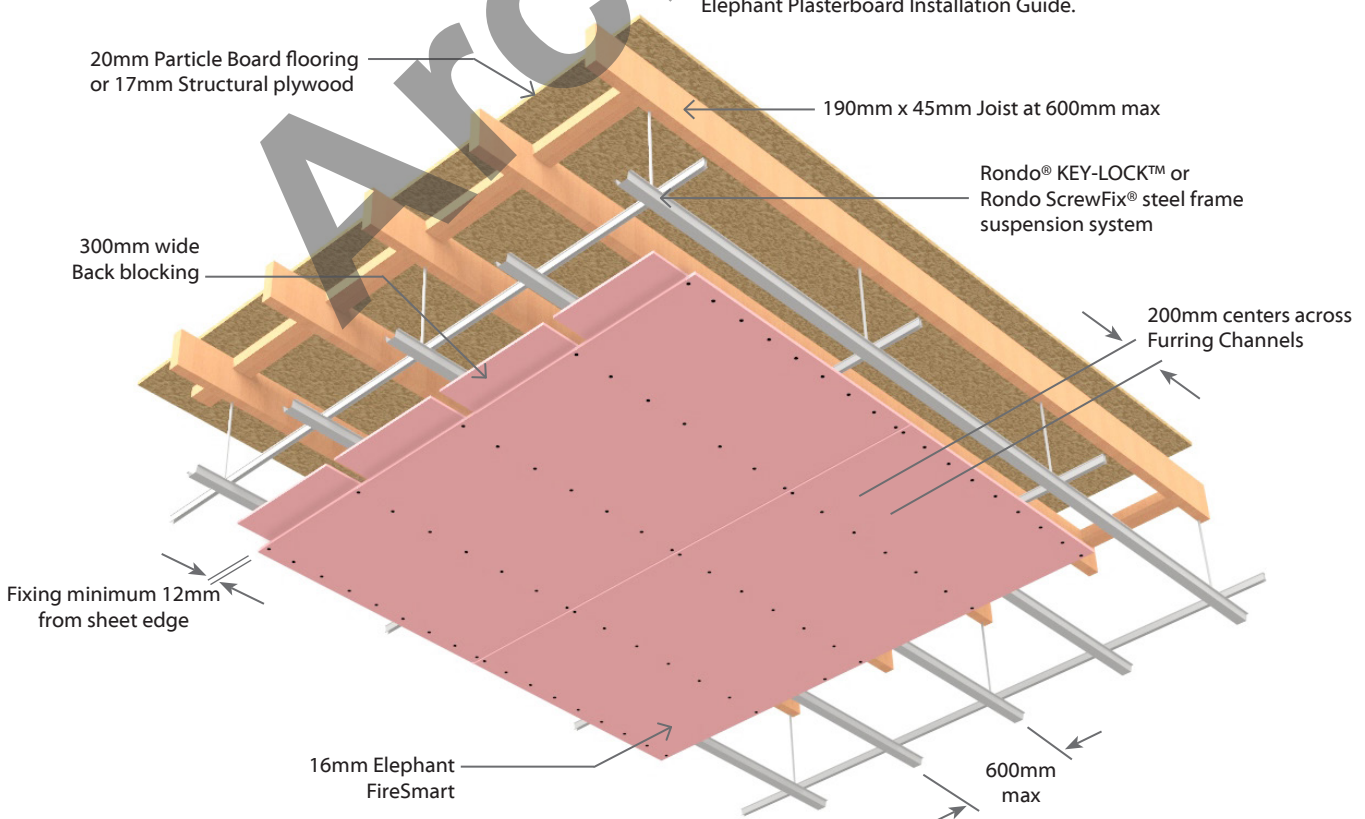 Elephant Plasterboard Installation Guide.
20mm Particle Board flooring
or 17mm Structural plywood
190mm x 45mm Joist at 600mm max
Rondo® KEY-LOCK™ or
Rondo ScrewFix® steel frame
suspension system
300mm wide
Back blocking
200mm centers across
Furring Channels
Fixing minimum 12mm
from sheet edge
16mm Elephant
FireSmart
600mm
max
Arc